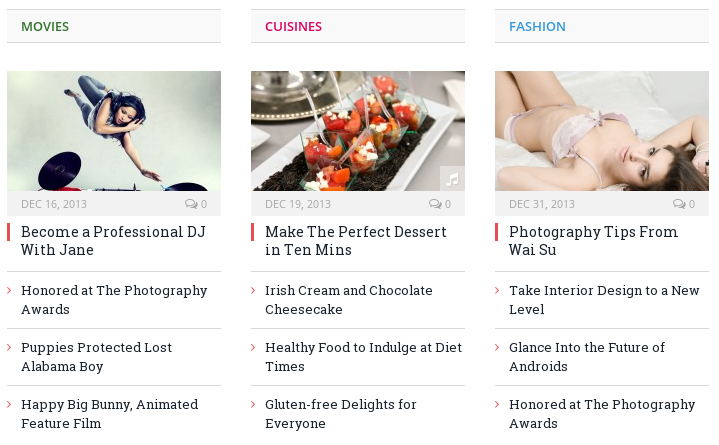 MOVIES
DEC 16, 2013
0
Become a Professional DJ
With Jane
Honored at The Photography
Awards
Puppies Protected Lost
Alabama Boy
Happy Big Bunny, Animated
Feature Film
CUISINES
DEC 19, 2013
0
Make The Perfect Dessert
in Ten Mins
Irish Cream and Chocolate
Cheesecake
Healthy Food to Indulge at Diet
Times
Gluten-free Delights for
Everyone
FASHION
DEC 31, 2013
0
Photography Tips From
Wai Su
Take Interior Design to a New
Level
Glance Into the Future of
Androids
Honored at The Photography
Awards